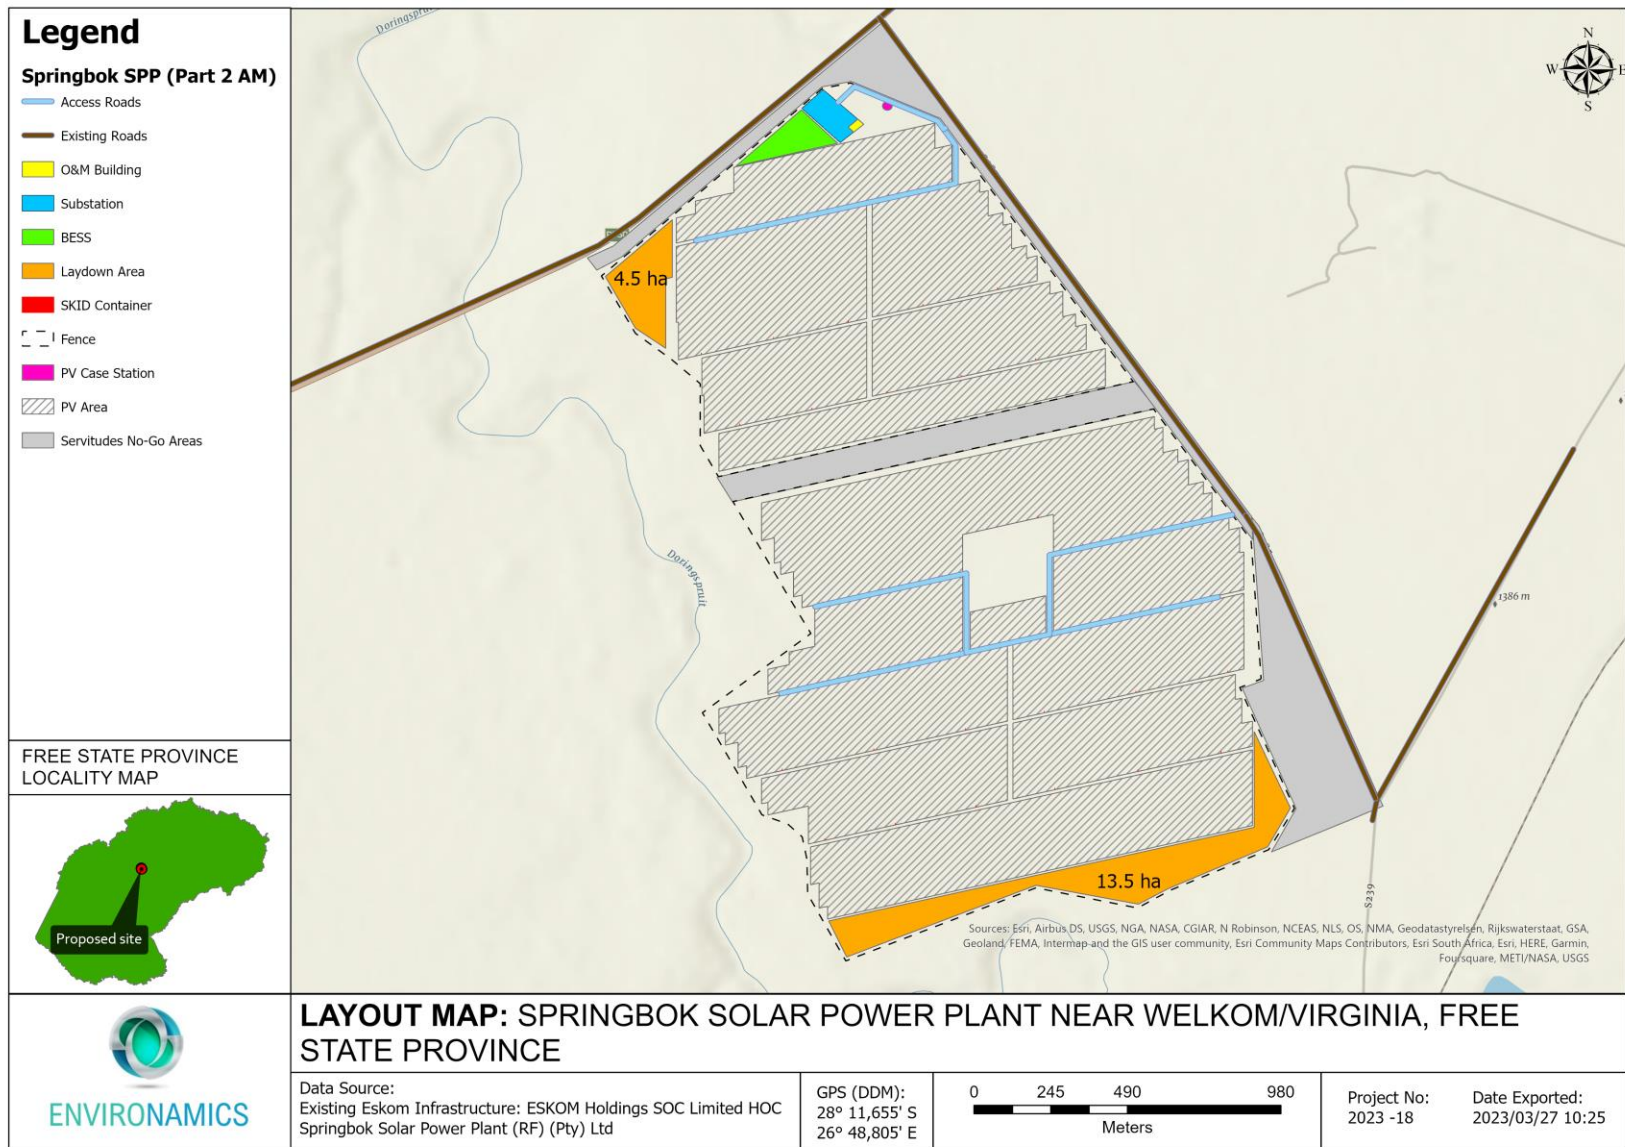 Legend
Springbok SPP (Part 2 AM)
Access Roads
Existing Roads
O&M Building
Substation
BESS
Laydown Area
SKID Container
Fence
PV Case Station
PV Area
Servitudes No-Go Areas
FREE STATE PROVINCE
LOCALITY MAP
Proposed site
ENVIRONAMICS
Doringspruit
N
W
E
S
4.5 ha
Doringspruit
1386 m
13.5 ha
S239
Sources: Esri, Airbus DS, USGS, NGA, NASA, CGIAR, N Robinson, NCEAS, NLS, OS, NMA, Geodatastyrelsen, Rijkswaterstaat, GSA,
Geoland, FEMA, Intermap and the GIS user community, Esri Community Maps Contributors, Esri South Africa, Esri, HERE, Garmin,
Foursquare, METI/NASA, USGS
LAYOUT MAP: SPRINGBOK SOLAR POWER PLANT NEAR WELKOM/VIRGINIA, FREE
STATE PROVINCE
Data Source:
Existing Eskom Infrastructure: ESKOM Holdings SOC Limited HOC
Springbok Solar Power Plant (RF) (Pty) Ltd
GPS (DDM):
28° 11,655' S
26° 48,805' E
0 245 490 980
Meters
Project No:
2023 -18
Date Exported:
2023/03/27 10:25